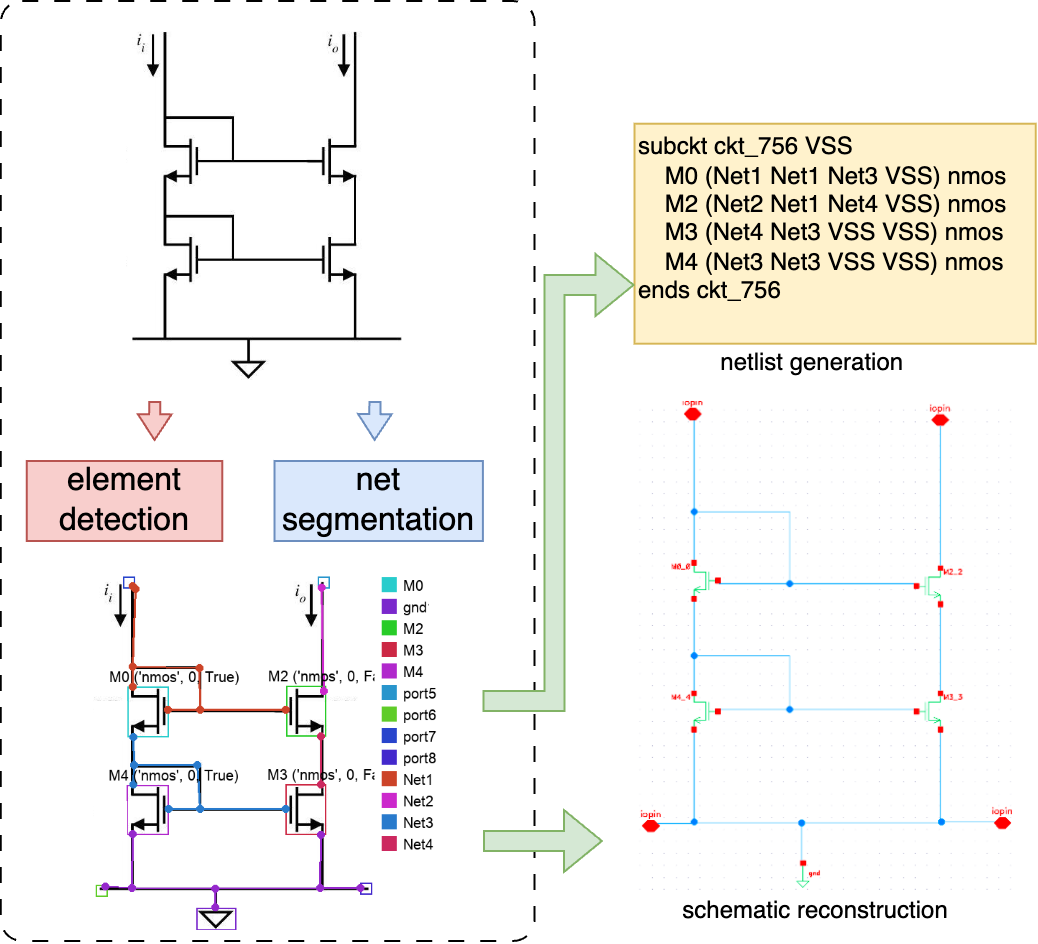 i_i
i_o
element
detection
net
segmentation
i_i
i_o
M0 ('nmos', 0, True)
M2 ('nmos', 0, Fa
M4 ('nmos', 0, True)
M3 ('nmos', 0, Fa
M0
gnd
M2
M3
M4
port5
port6
port7
port8
Net1
Net2
Net3
Net4
subckt ckt_756 VSS
M0 (Net1 Net1 Net3 VSS) nmos
M2 (Net2 Net1 Net4 VSS) nmos
M3 (Net4 Net3 VSS VSS) nmos
M4 (Net3 Net3 VSS VSS) nmos
ends ckt_756
netlist generation
iopin
iopin
M0_0
M2_2
M4_4
M3_3
iopin
iopin
gnd
schematic reconstruction